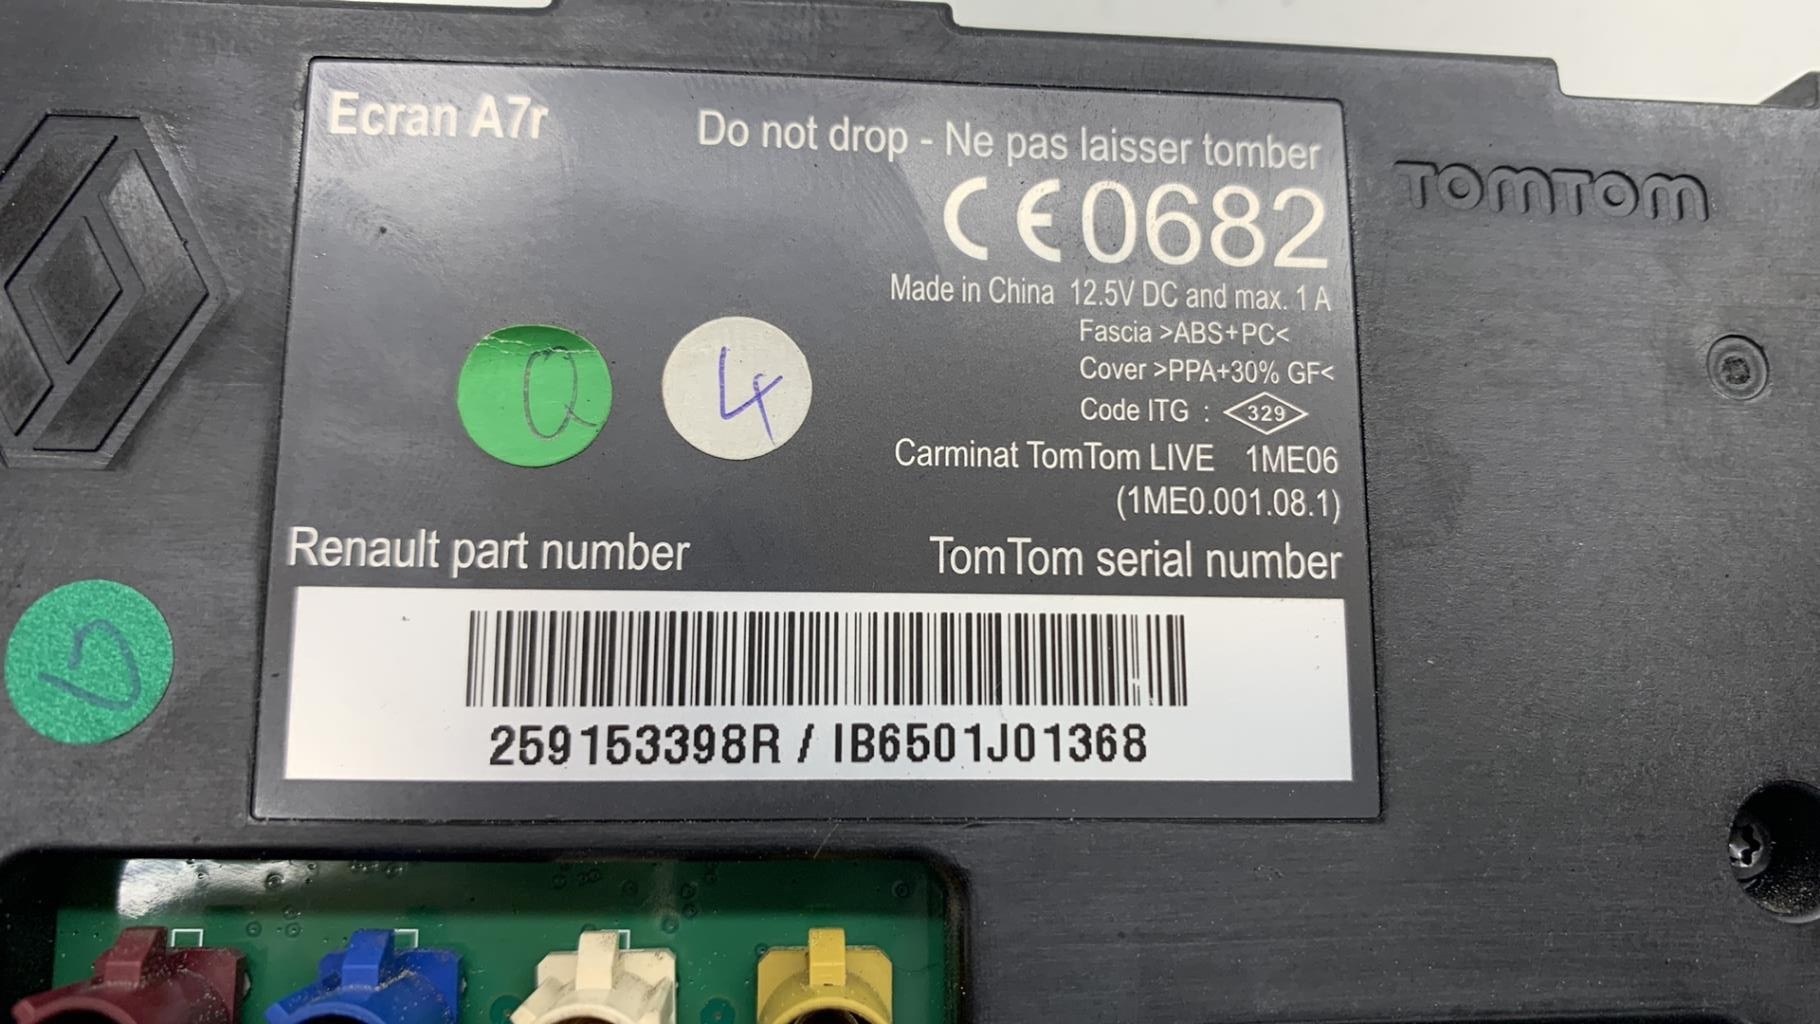 Ecran A7r
Do not drop - Ne pas laisser tomber
CE0682
TOMTOM
Made in China 12.5V DC and max. 1 A
Fascia >ABS+PC<
Cover >PPA+30% GF<
Code ITG : 329
Carminat TomTom LIVE 1ME06
(1ME0.001.08.1)
4
Renault part number
TomTom serial number
259153398R / IB6501J01368